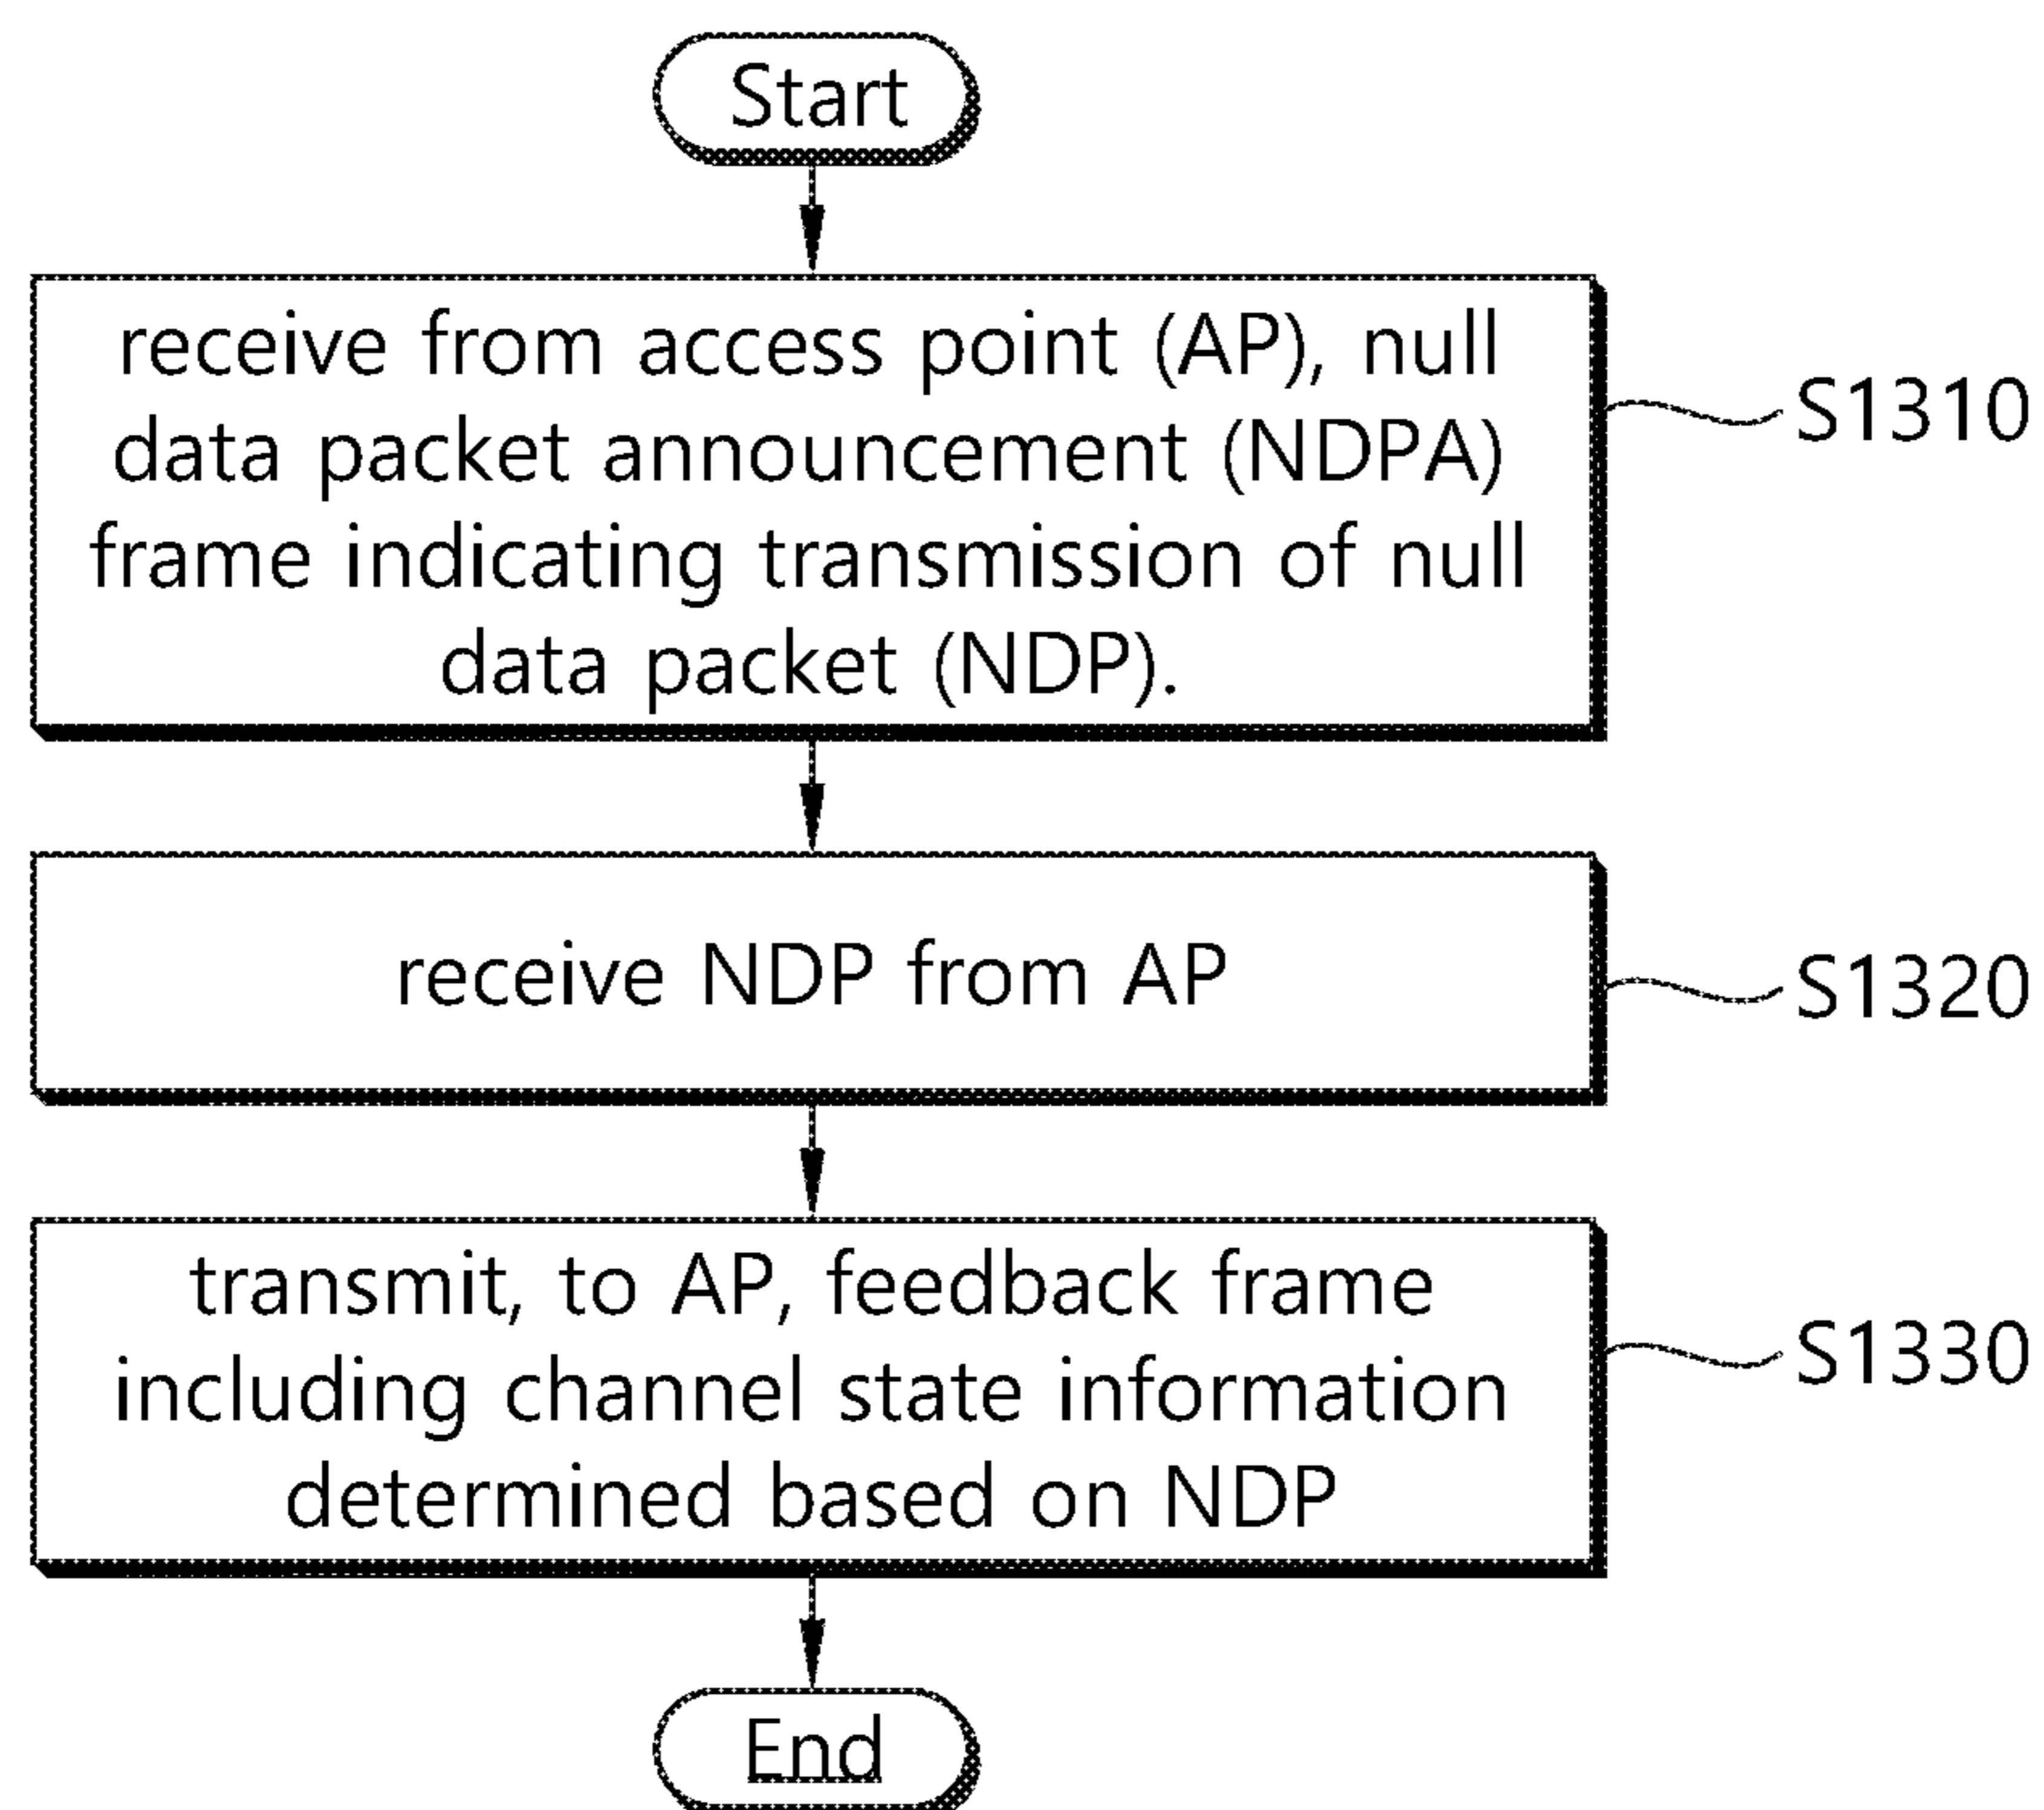 Start
receive from access point (AP), null
data packet announcement (NDPA)
frame indicating transmission of null
data packet (NDP).
S1310
receive NDP from AP
S1320
transmit, to AP, feedback frame
including channel state information
determined based on NDP
S1330
End